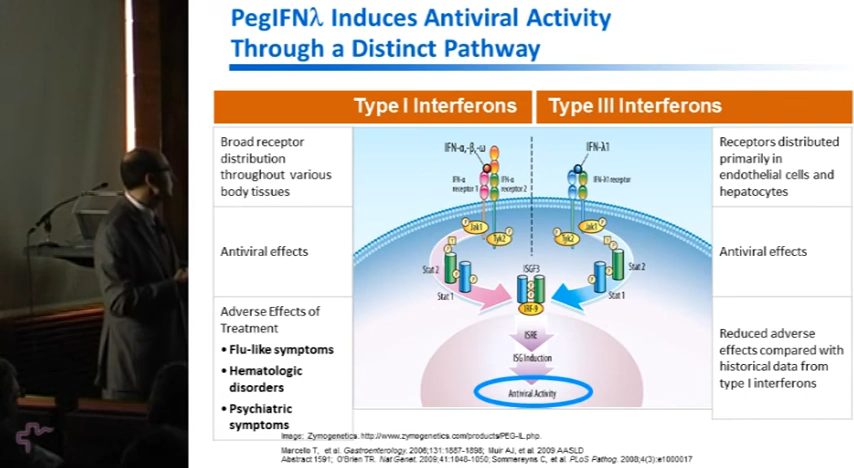 PegIFNλ Induces Antiviral Activity
Through a Distinct Pathway
Type I Interferons
Type III Interferons
Broad receptor
distribution
throughout various
body tissues
Antiviral effects
Adverse Effects of
Treatment
• Flu-like symptoms
• Hematologic
disorders
• Psychiatric
symptoms
IFN-α,-β,-ω
IFN-λ1
IFN-α
receptor 1
IFN-α
receptor 2
IFN-λ1 receptor
Jak1
Tyk2
Tyk2
Jak1
Stat 2
Stat 1
ISGF3
Stat 2
Stat 1
IRF-9
ISRE
ISG Induction
Antiviral Activity
Receptors distributed
primarily in
endothelial cells and
hepatocytes
Antiviral effects
Reduced adverse
effects compared with
historical data from
type I interferons
Image: Zymogenetics. http://www.zymogenetics.com/products/PEG-IL.php.
Marcello T, et al. Gastroenterology. 2006;131:1887-1898; Muir AJ, et al. 2009 AASLD
Abstract 1591; O'Brien TR. Nat Genet. 2009;41:1048-1050; Sommereyns C, et al. PLoS Pathog. 2008;4(3):e1000017